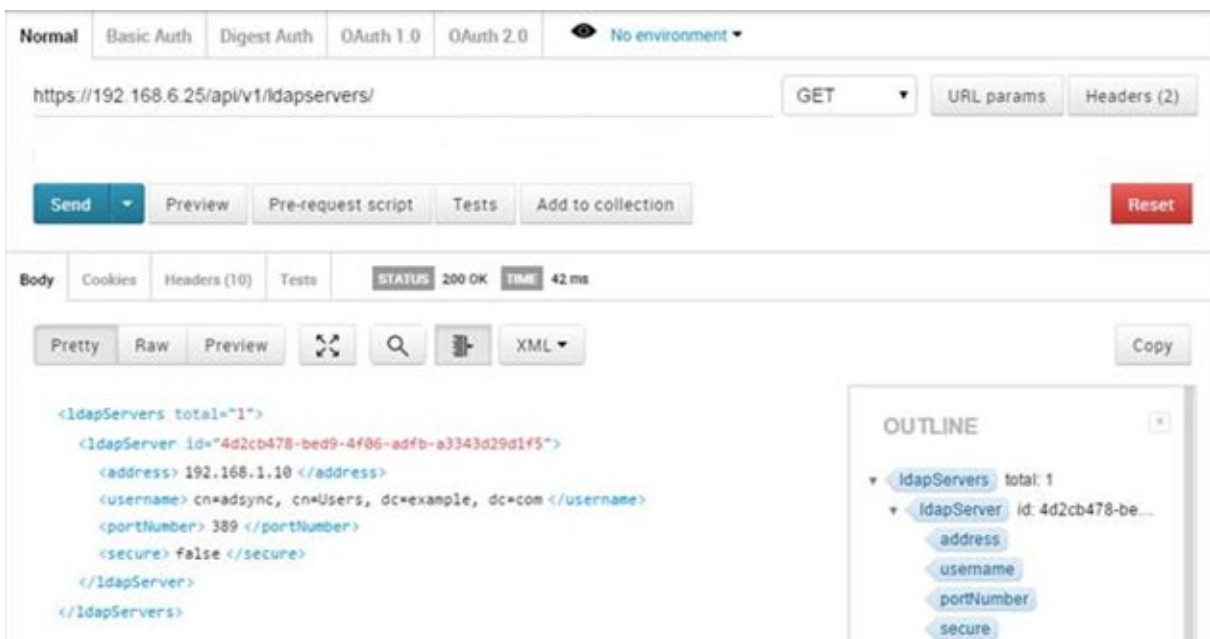 Normal Basic Auth Digest Auth OAuth 1.0 OAuth 2.0 No environment
https://192.168.6.25/api/v1/ldapservers/ GET URL params Headers (2)
Send Preview Pre-request script Tests Add to collection Reset
Body Cookies Headers (10) Tests STATUS 200 OK TIME 42 ms
Pretty Raw Preview XML Copy
<ldapServers total="1">
<ldapServer id="4d2cb478-bed9-4f06-adfb-a3343d29d1f5">
<address> 192.168.1.10 </address>
<username> cn=adsync, cn=Users, dc=example, dc=com </username>
<portNumber> 389 </portNumber>
<secure> false </secure>
</ldapServer>
</ldapServers>
OUTLINE
ldapServers total: 1
ldapServer id: 4d2cb478-be...
address
username
portNumber
secure